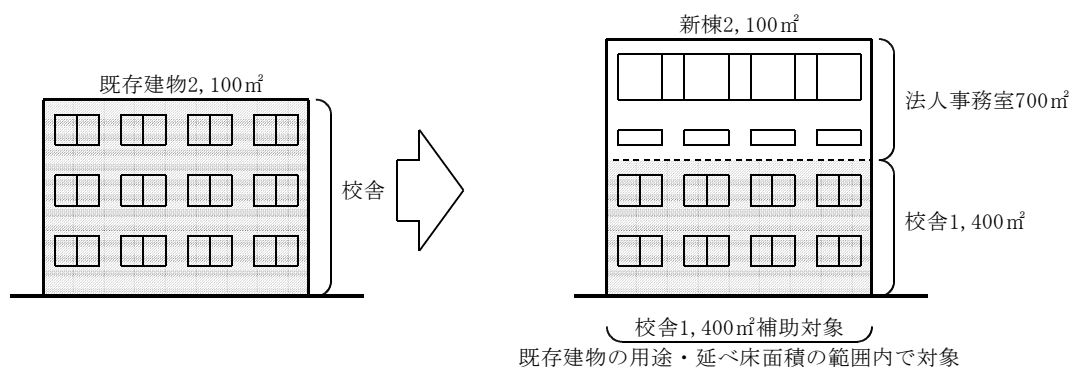 既存建物2,100㎡
校舎
新棟2,100㎡
法人事務室700㎡
校舎1,400㎡
校舎1,400㎡補助対象
既存建物の用途・延べ床面積の範囲内で対象